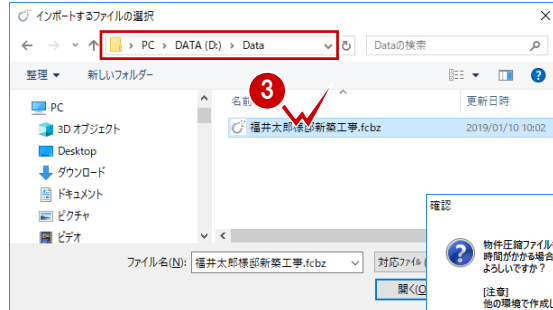 インポートするファイルの選択
PC > DATA (D:) > Data
Dataの検索
整理 新しいフォルダー
3
更新日時
PC
3D オブジェクト
Desktop
ダウンロード
ドキュメント
ピクチャ
ビデオ
福井太郎様邸新築工事.fcbz
2019/01/10 10:02
ファイル名(N):
福井太郎様邸新築工事.fcbz
対応ファイル
開く(O
確認
物件圧縮ファイル
時間がかかる場合
よろしいですか?
[注意]
他の環境で作成し